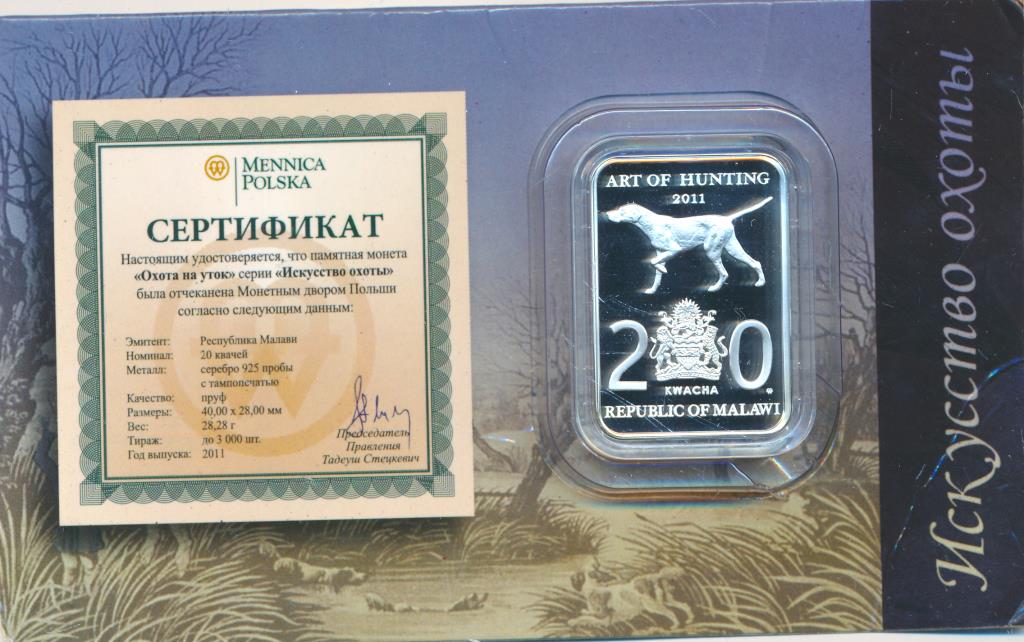 MENNICA
POLSKA
СЕРТИФИКАТ
Настоящим удостоверяется, что памятная монета
«Охота на уток» серии «Искусство охоты»
была отчеканена Монетным двором Польши
согласно следующим данным:
Эмитент: Республика Малави
Номинал: 20 квачей
Металл: серебро 925 пробы
с тампопечатью
Качество: пруф
Размеры: 40,00 x 28,00 мм
Вес: 28,28 г
Тираж: до 3 000 шт.
Год выпуска: 2011
Председатель
Правления
Тадеуш Стецкевич
ART OF HUNTING
2011
20
KWACHA
REPUBLIC OF MALAWI
Искусство охоты